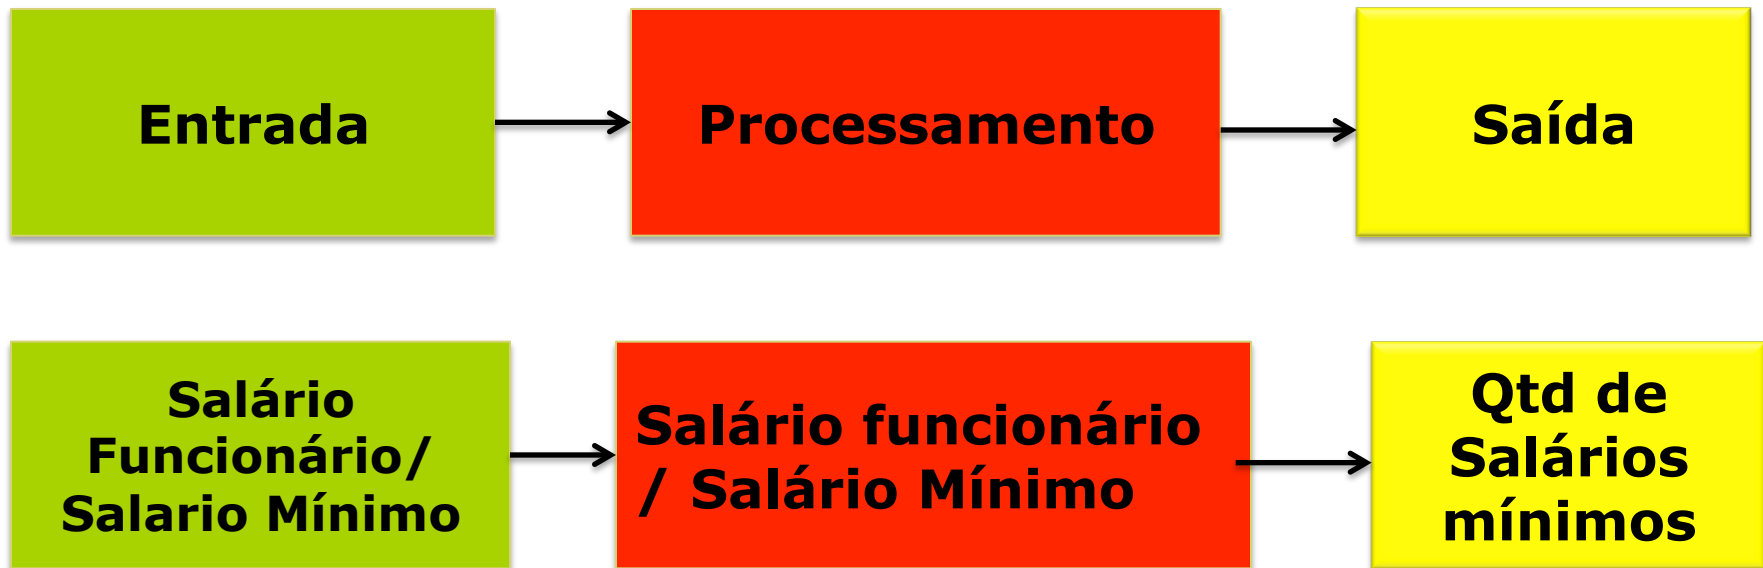 Entrada
Processamento
Saída
Salário
Funcionário/
Salario Mínimo
Salário funcionário
/ Salário Mínimo
Qtd de
Salários
mínimos